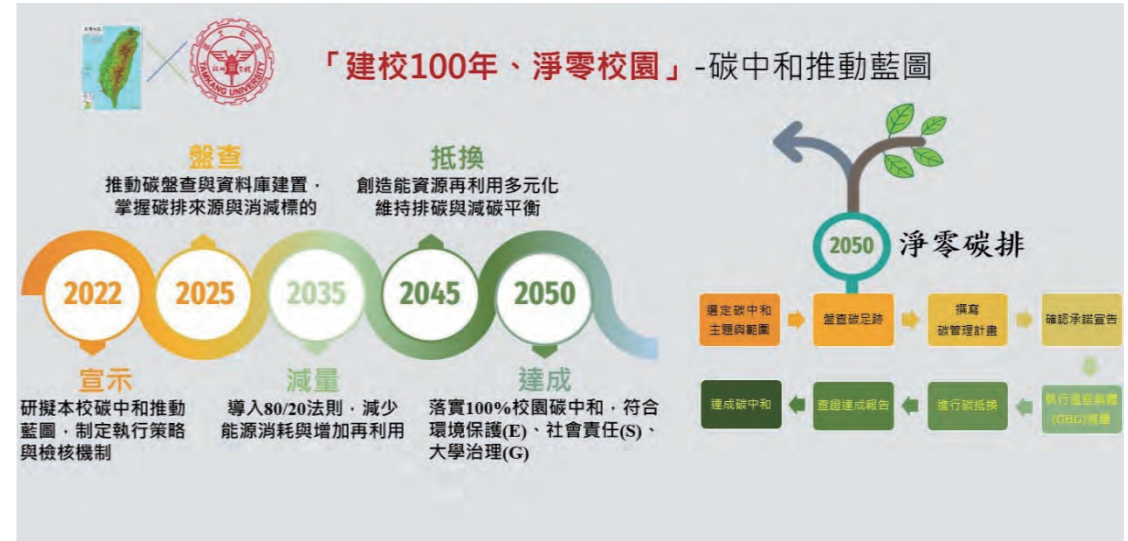 「建校100年、淨零校園」-碳中和推動藍圖
TAMKANG UNIVERSITY
盤查
推動碳盤查與資料庫建置，
掌握碳排來源與消減標的
抵換
創造能資源再利用多元化
維持排碳與減碳平衡
2022
2025
2035
2045
2050
宣示
研擬本校碳中和推動
藍圖，制定執行策略
與檢核機制
減量
導入80/20法則，減少
能源消耗與增加再利用
達成
落實100%校園碳中和，符合
環境保護(E)、社會責任(S)、
大學治理(G)
2050
淨零碳排
選定碳中和
主題與範圍
盤查碳足跡
撰寫
碳管理計畫
確認承諾宣告
執行溫室氣體
(GHG)減量
進行碳抵換
查證達成報告
達成碳中和